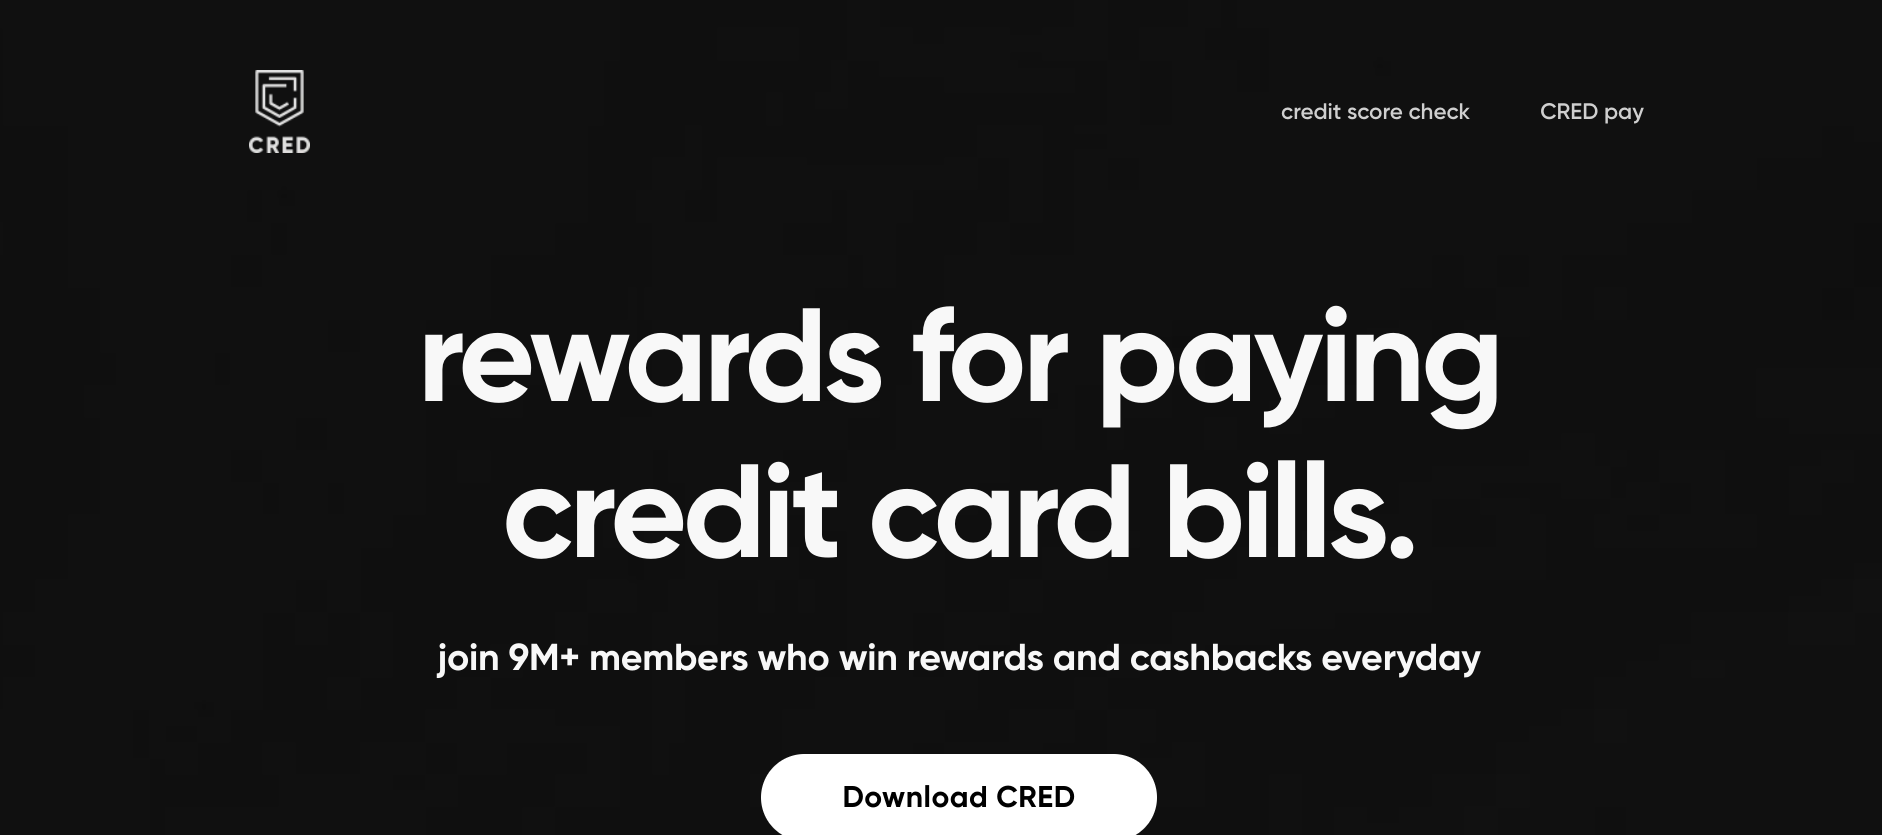 CRED
credit score check
CRED pay
rewards for paying
credit card bills.
join 9M+ members who win rewards and cashbacks everyday
Download CRED